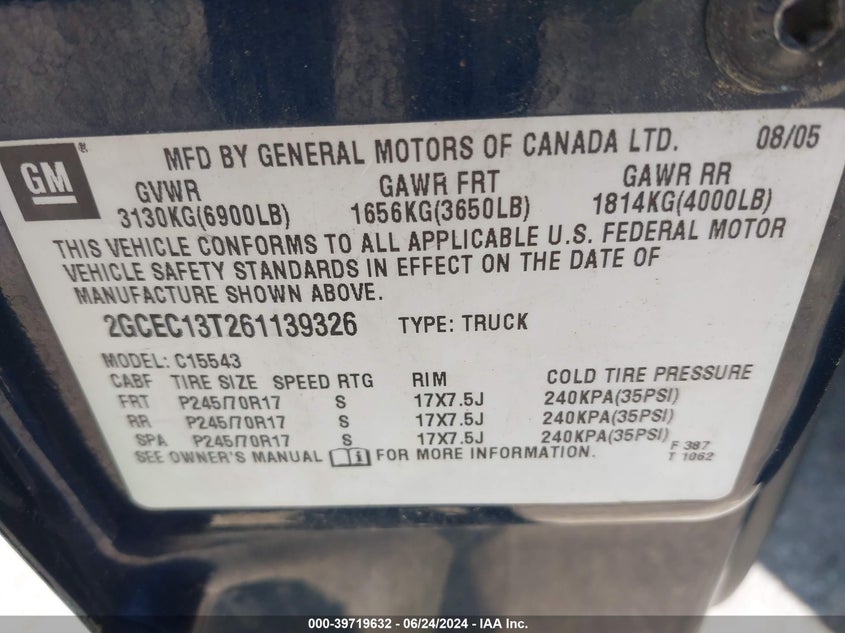 GM ®
MFD BY GENERAL MOTORS OF CANADA LTD. 08/05
GVWR GAWR FRT GAWR RR
3130KG(6900LB) 1656KG(3650LB) 1814KG(4000LB)
THIS VEHICLE CONFORMS TO ALL APPLICABLE U.S. FEDERAL MOTOR
VEHICLE SAFETY STANDARDS IN EFFECT ON THE DATE OF
MANUFACTURE SHOWN ABOVE.
2GCEC13T261139326 TYPE: TRUCK
MODEL: C15543
CABF TIRE SIZE SPEED RTG RIM COLD TIRE PRESSURE
FRT P245/70R17 S 17X7.5J 240KPA(35PSI)
RR P245/70R17 S 17X7.5J 240KPA(35PSI)
SPA P245/70R17 S 17X7.5J 240KPA(35PSI)
SEE OWNER'S MANUAL FOR MORE INFORMATION.
F 387
T 1062
000-39719632 - 06/24/2024 - IAA Inc.